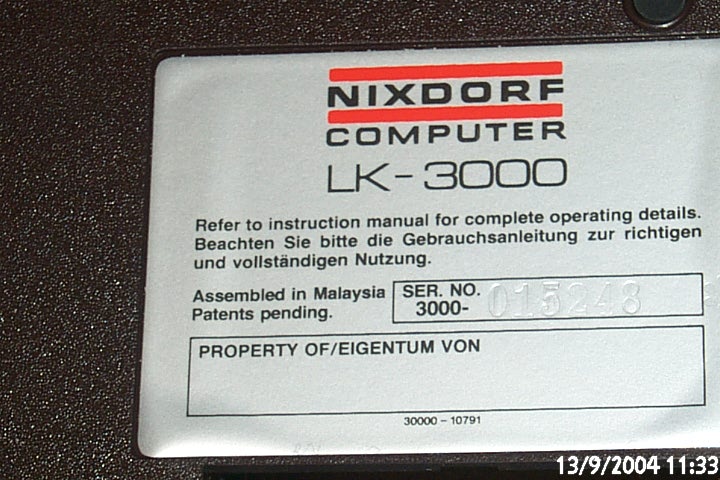 NIXDORF
COMPUTER
LK-3000
Refer to instruction manual for complete operating details.
Beachten Sie bitte die Gebrauchsanleitung zur richtigen
und vollständigen Nutzung.
Assembled in Malaysia
Patents pending.
SER. NO.
3000- 015248
PROPERTY OF/EIGENTUM VON
30000-10791
13/9/2004 11:33